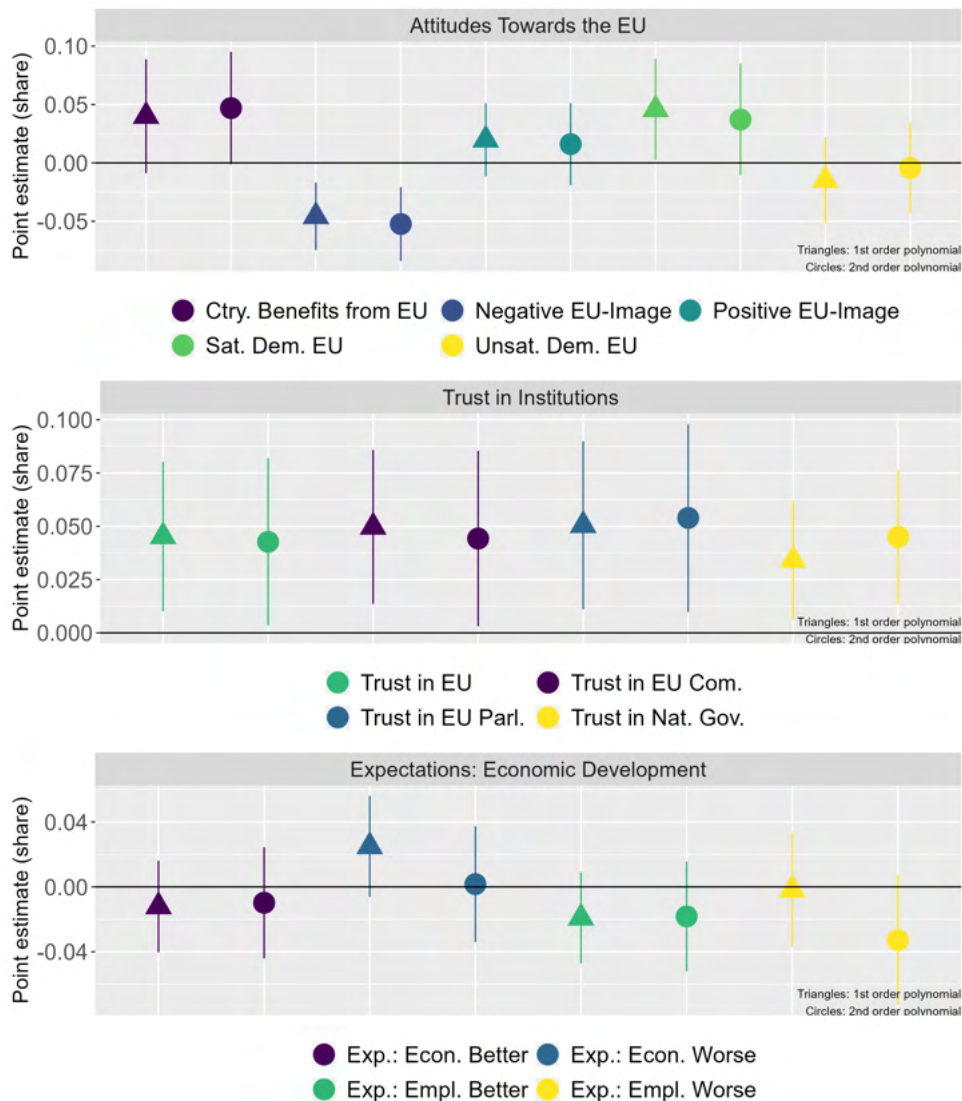 Attitudes Towards the EU
Point estimate (share)
0.10
0.05
0.00
-0.05
Triangles: 1st order polynomial
Circles: 2nd order polynomial
Ctry. Benefits from EU Negative EU-Image Positive EU-Image
Sat. Dem. EU Unsat. Dem. EU
Trust in Institutions
Point estimate (share)
0.100
0.075
0.050
0.025
0.000
Triangles: 1st order polynomial
Circles: 2nd order polynomial
Trust in EU Trust in EU Com.
Trust in EU Parl. Trust in Nat. Gov.
Expectations: Economic Development
Point estimate (share)
0.04
0.00
-0.04
Triangles: 1st order polynomial
Circles: 2nd order polynomial
Exp.: Econ. Better Exp.: Econ. Worse
Exp.: Empl. Better Exp.: Empl. Worse